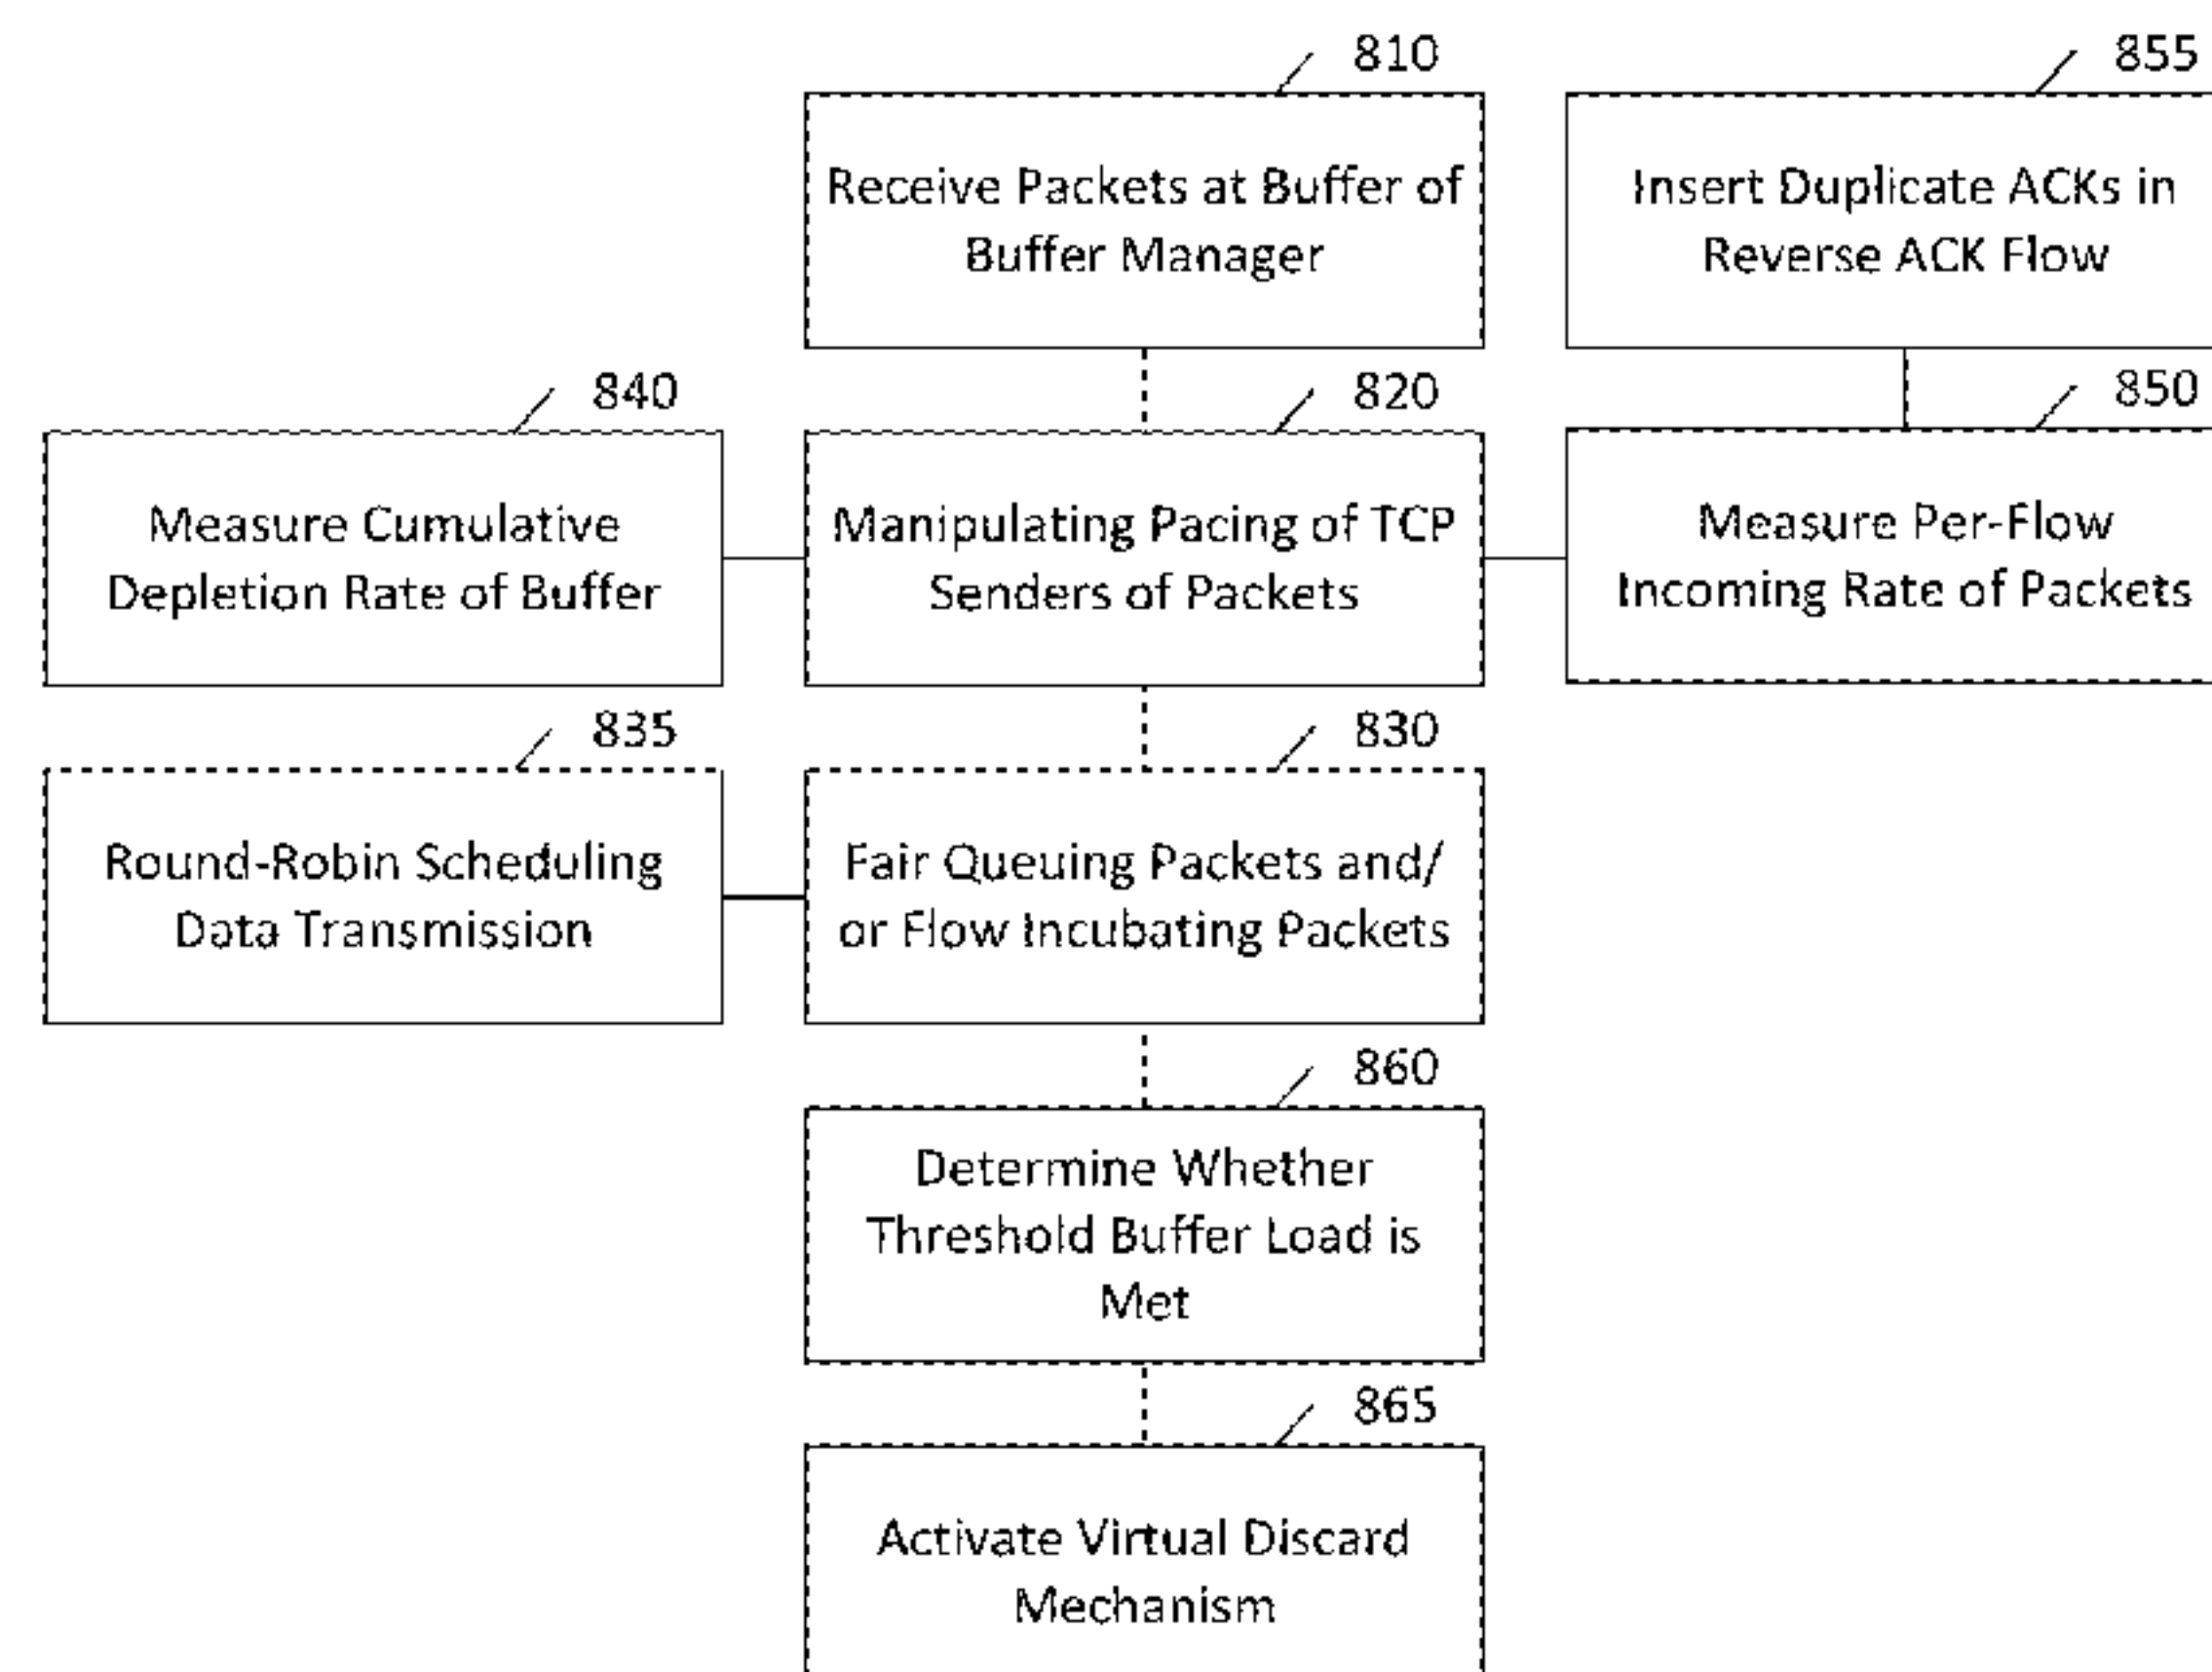 810
Receive Packets at Buffer of
Buffer Manager
855
Insert Duplicate ACKs in
Reverse ACK Flow
840
Measure Cumulative
Depletion Rate of Buffer
820
Manipulating Pacing of TCP
Senders of Packets
850
Measure Per-Flow
Incoming Rate of Packets
835
Round-Robin Scheduling
Data Transmission
830
Fair Queuing Packets and/
or Flow Incubating Packets
860
Determine Whether
Threshold Buffer Load is
Met
865
Activate Virtual Discard
Mechanism